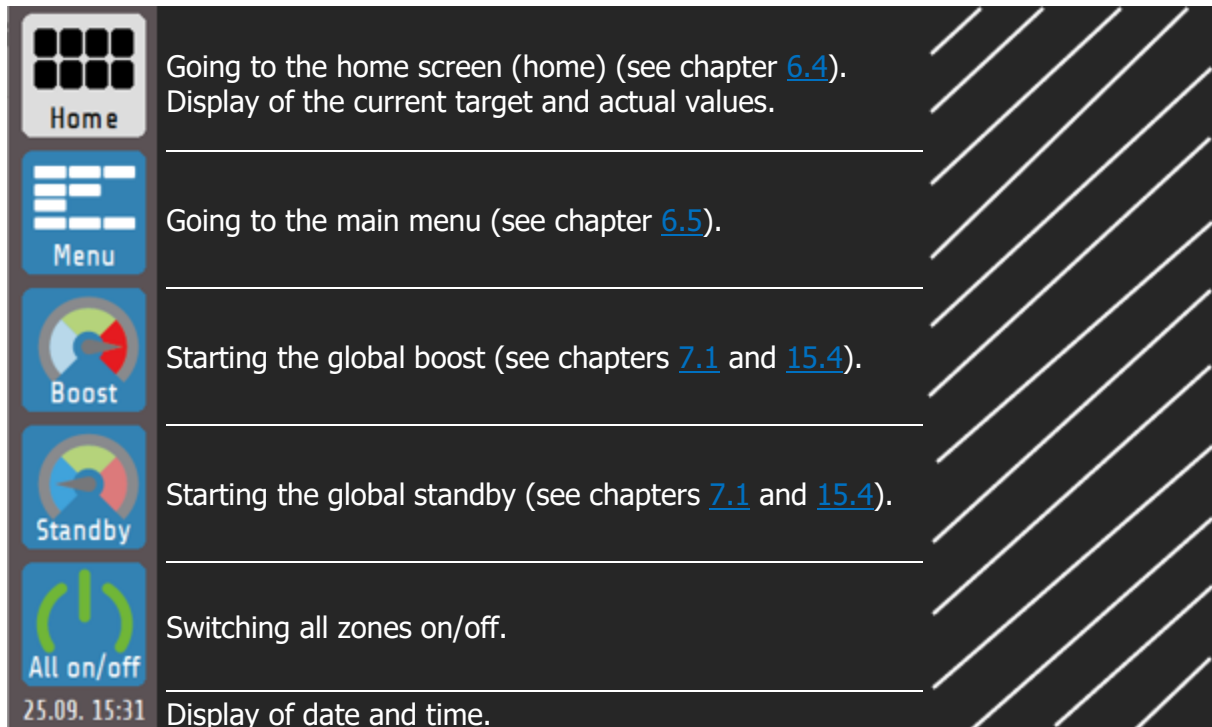 Home
Going to the home screen (home) (see chapter 6.4).
Display of the current target and actual values.
Menu
Going to the main menu (see chapter 6.5).
Boost
Starting the global boost (see chapters 7.1 and 15.4).
Standby
Starting the global standby (see chapters 7.1 and 15.4).
All on/off
Switching all zones on/off.
25.09. 15:31
Display of date and time.